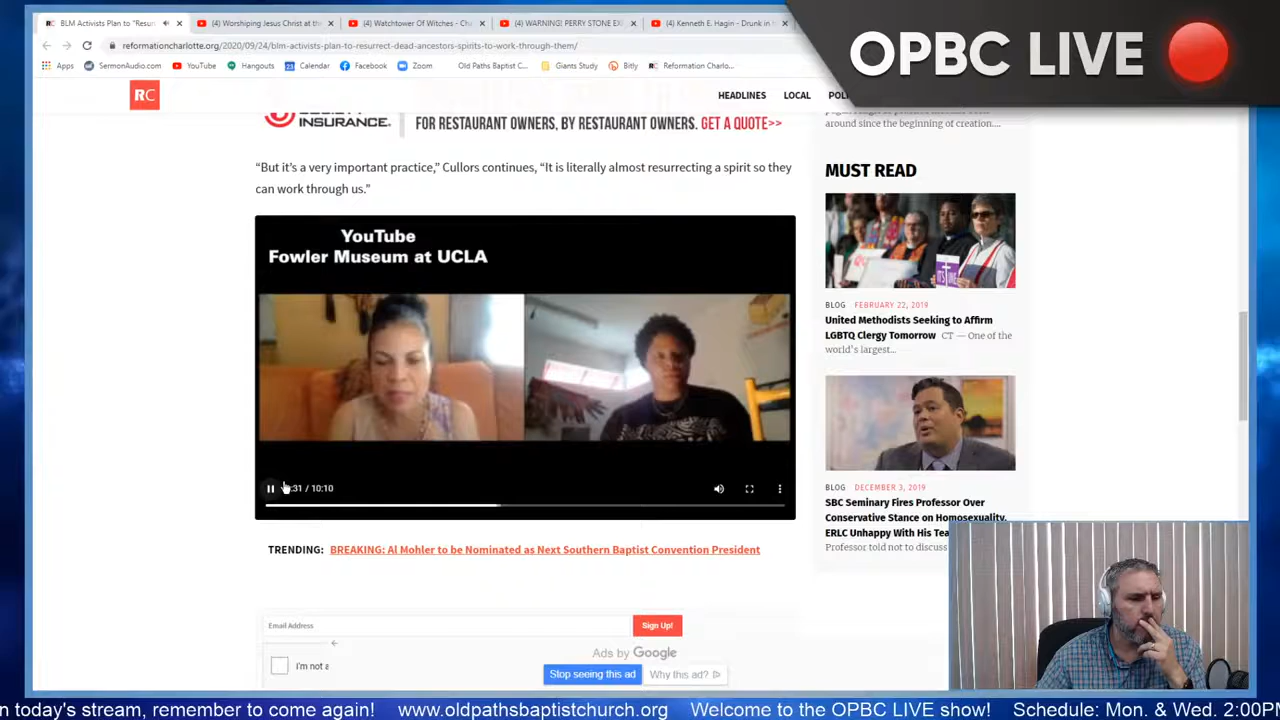 BLM Activists Plan to "Resur
(4) Worshiping Jesus Christ at th
(4) Watchtower Of Witches - Ch
(4) WARNING! PERRY STONE EX
(4) Kenneth E. Hagin - Drunk in h
reformationcharlotte.org/2020/09/24/blm-activists-plan-to-resurrect-dead-ancestors-spirits-to-work-through-them/
Apps SermonAudio.com YouTube Hangouts Calendar Facebook Zoom Old Paths Baptist C... Giants Study Bitly Reformation Charlo...
OPBC LIVE
RC
HEADLINES LOCAL POL
INSURANCE.
FOR RESTAURANT OWNERS, BY RESTAURANT OWNERS. GET A QUOTE>>
around since the beginning of creation....
“But it’s a very important practice,” Cullors continues, “It is literally almost resurrecting a spirit so they
can work through us.”
YouTube
Fowler Museum at UCLA
:31 / 10:10
TRENDING: BREAKING: Al Mohler to be Nominated as Next Southern Baptist Convention President
Email Address
Sign Up!
I'm not a
Ads by Google
Stop seeing this ad
Why this ad?
MUST READ
BLOG FEBRUARY 22, 2019
United Methodists Seeking to Affirm
LGBTQ Clergy Tomorrow CT — One of the
world's largest...
BLOG DECEMBER 3, 2019
SBC Seminary Fires Professor Over
Conservative Stance on Homosexuality,
ERLC Unhappy With His Tea
Professor told not to discuss
n today's stream, remember to come again! www.oldpathsbaptistchurch.org Welcome to the OPBC LIVE show! Schedule: Mon. & Wed. 2:00P